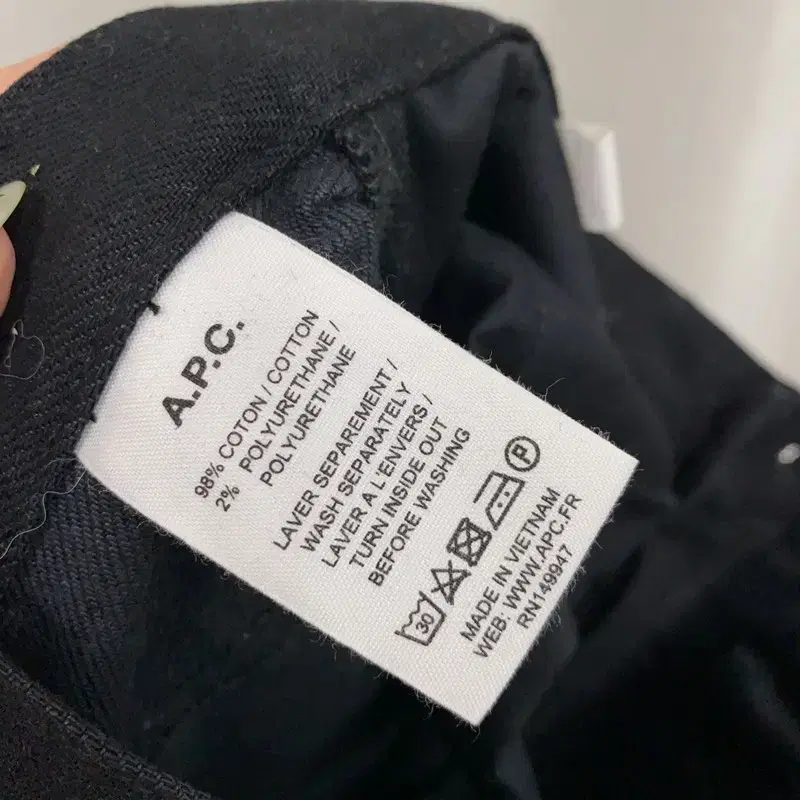 A.P.C.
98% COTON / COTTON
2% POLYURETHANE /
POLYURETHANE
LAVER SEPAREMENT /
WASH SEPARATELY
LAVER A L'ENVERS /
TURN INSIDE OUT
BEFORE WASHING
30 P
MADE IN VIETNAM
WEB: WWW.APC.FR
RN149947